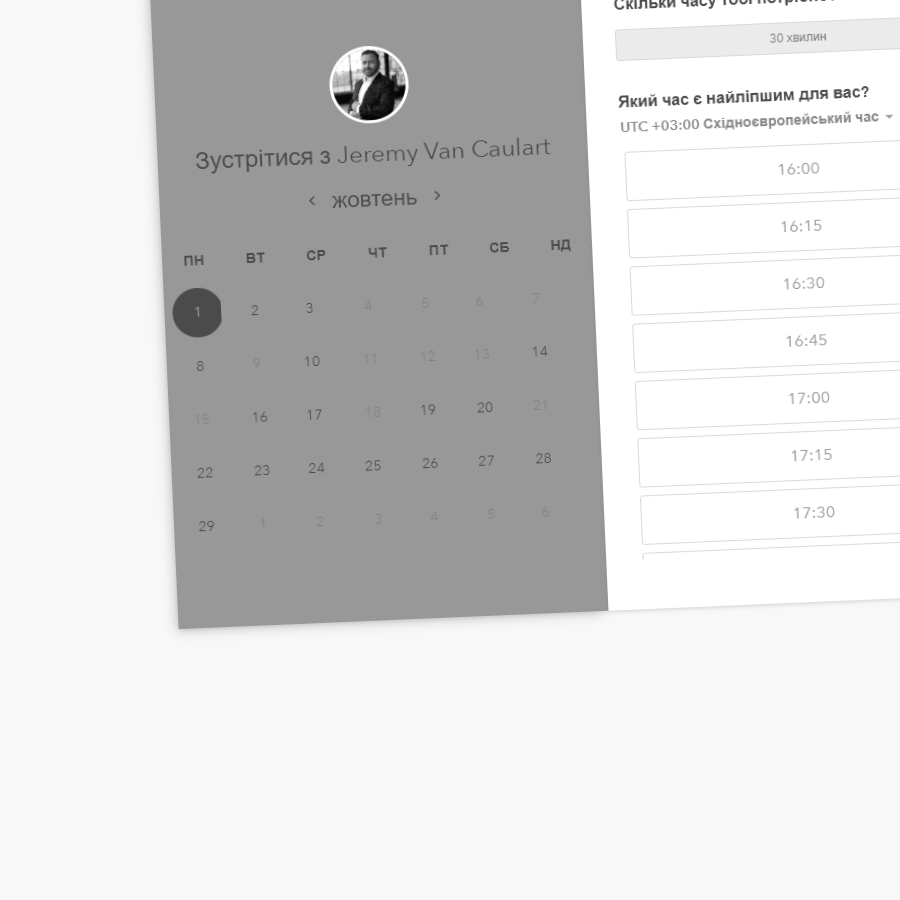 Зустрітися з Jeremy Van Caulart
‹ жовтень ›
ПН ВТ СР ЧТ ПТ СБ НД
1 2 3 4 5 6 7
8 9 10 11 12 13 14
15 16 17 18 19 20 21
22 23 24 25 26 27 28
29 1 2 3 4 5 6
Скільки часу тобі
30 хвилин
Який час є найліпшим для вас?
UTC +03:00 Східноєвропейський час
16:00
16:15
16:30
16:45
17:00
17:15
17:30